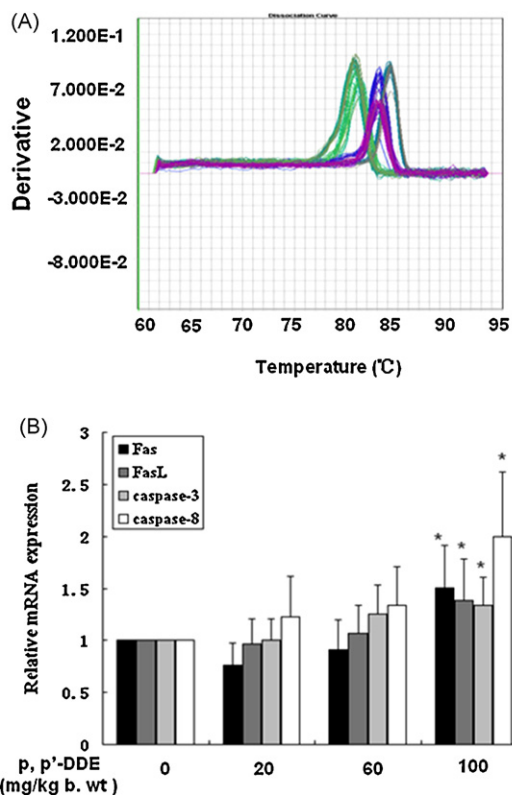 (A)
Dissociation Curve
1.200E-1
7.000E-2
2.000E-2
-3.000E-2
-8.000E-2
Derivative
60 65 70 75 80 85 90 95
Temperature (℃)
(B)
3
2. 5
2
1. 5
1
0. 5
0
Relative mRNA expression
Fas
FasL
caspase-3
caspase-8
* * * *
p, p'-DDE 0 20 60 100
(mg/kg b. wt )